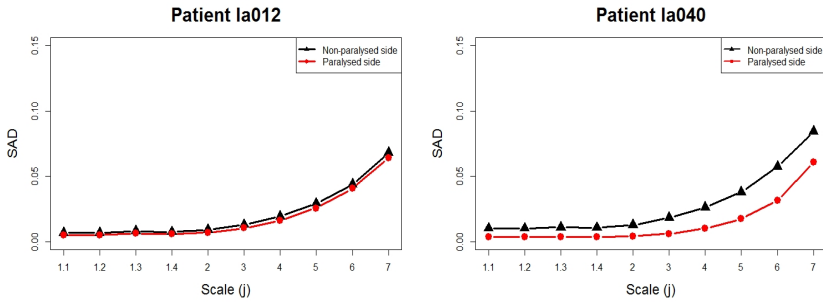 Patient la012
Non-paralysed side
Paralysed side
SAD
0.15
0.10
0.05
0.00
1.1 1.2 1.3 1.4 2 3 4 5 6 7
Scale (j)
Patient la040
Non-paralysed side
Paralysed side
SAD
0.15
0.10
0.05
0.00
1.1 1.2 1.3 1.4 2 3 4 5 6 7
Scale (j)